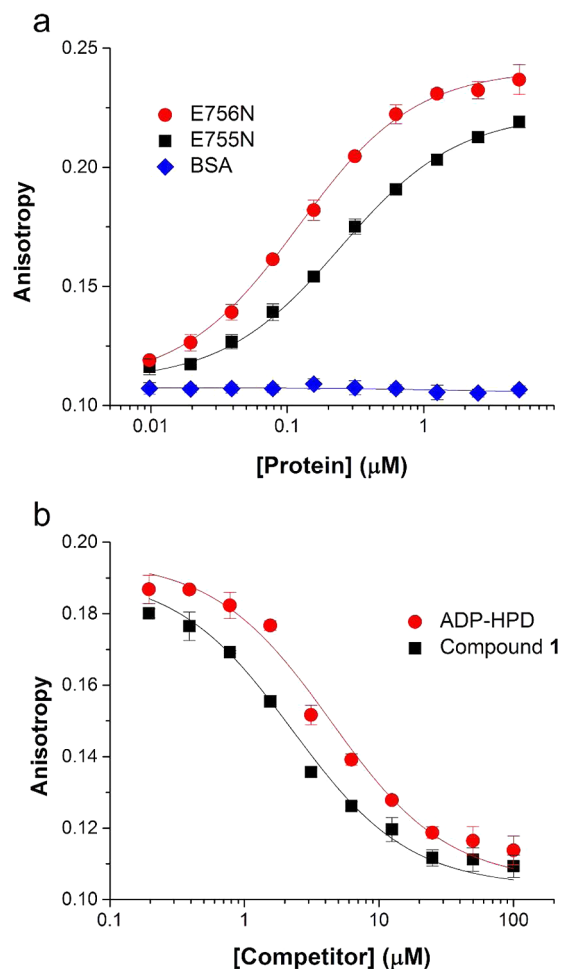 a
0.25
0.20
0.15
0.10
Anisotropy
E756N
E755N
BSA
0.01
0.1
1
[Protein] (μM)
b
0.20
0.18
0.16
0.14
0.12
0.10
Anisotropy
ADP-HPD
Compound 1
0.1
1
10
100
[Competitor] (μM)